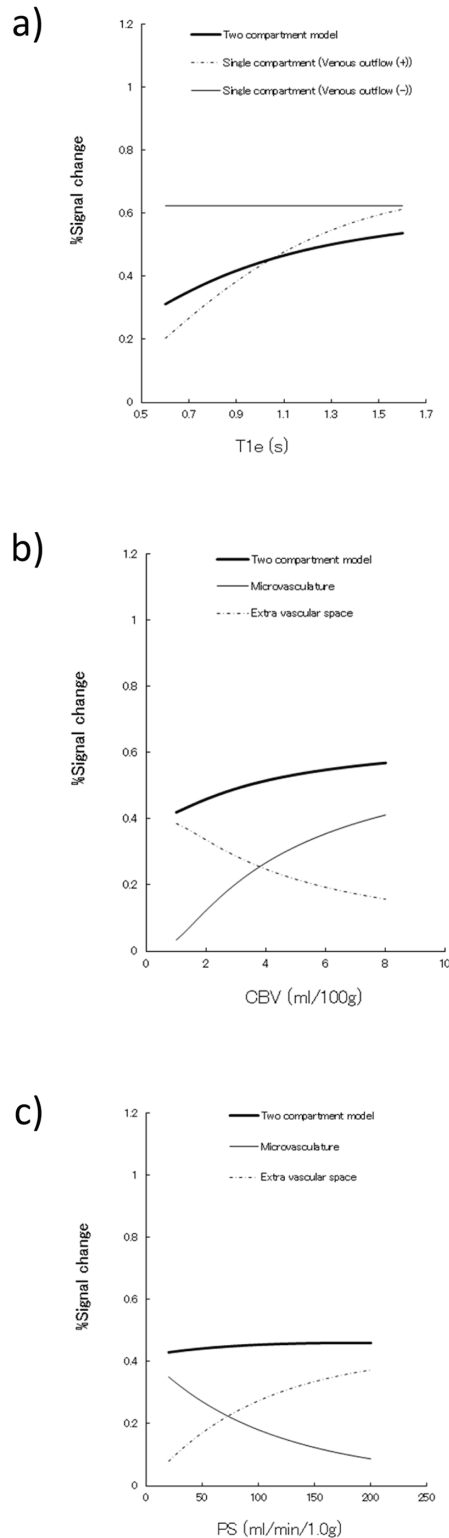 a)
1.2
Two compartment model
Single compartment (Venous outflow (+))
1
Single compartment (Venous outflow (-))
0.8
%Signal change
0.6
0.4
0.2
0
0.5 0.7 0.9 1.1 1.3 1.5 1.7
T1e (s)
b)
1.2
Two compartment model
Microvasculature
1
Extra vascular space
0.8
%Signal change
0.6
0.4
0.2
0
0 2 4 6 8 10
CBV (ml/100g)
c)
1.2
Two compartment model
Microvasculature
1
Extra vascular space
0.8
%Signal change
0.6
0.4
0.2
0
0 50 100 150 200 250
PS (ml/min/1.0g)